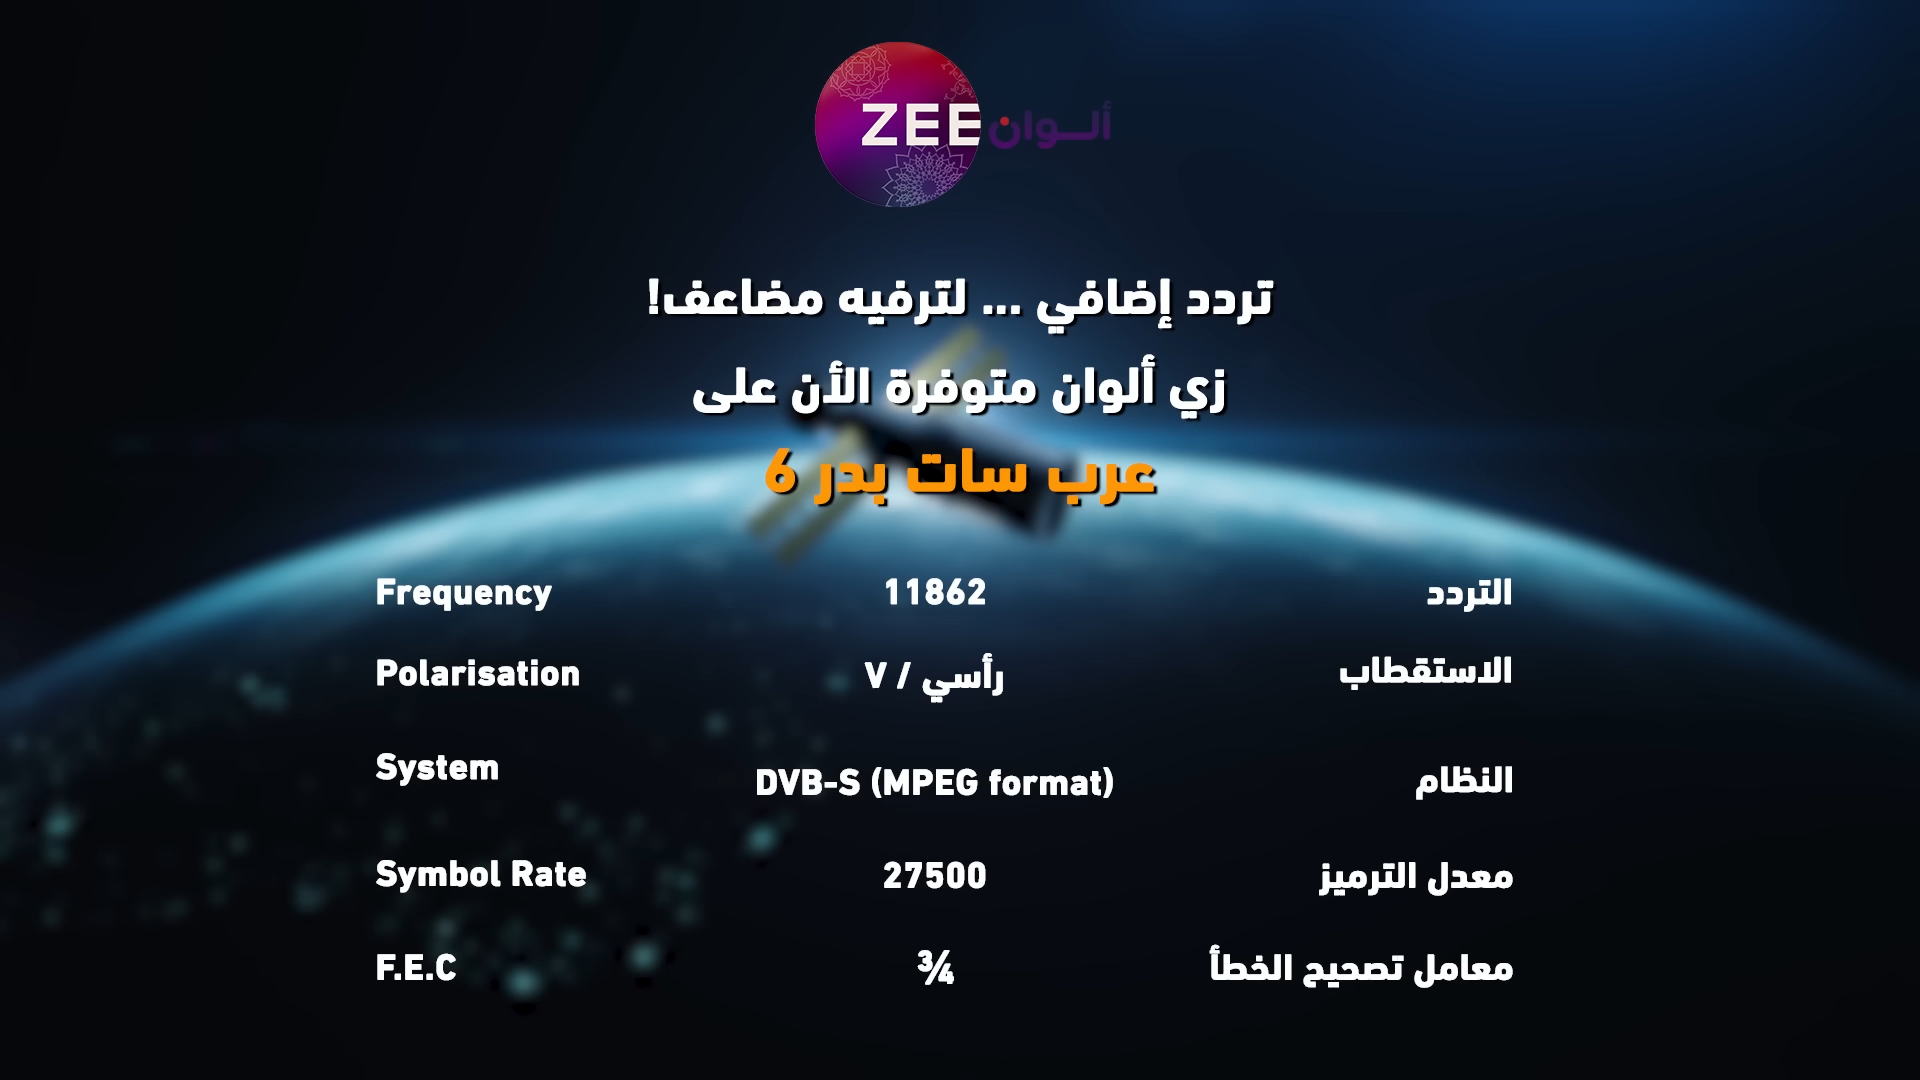 ZEE ألـــوان
تردد إضافي ... لترفيه مضاعف!
زي ألوان متوفرة الأن على
عرب سات بدر 6
Frequency 11862 التردد
Polarisation رأسي / V الاستقطاب
System DVB-S (MPEG format) النظام
Symbol Rate 27500 معدل الترميز
F.E.C ¾ معامل تصحيح الخطأ